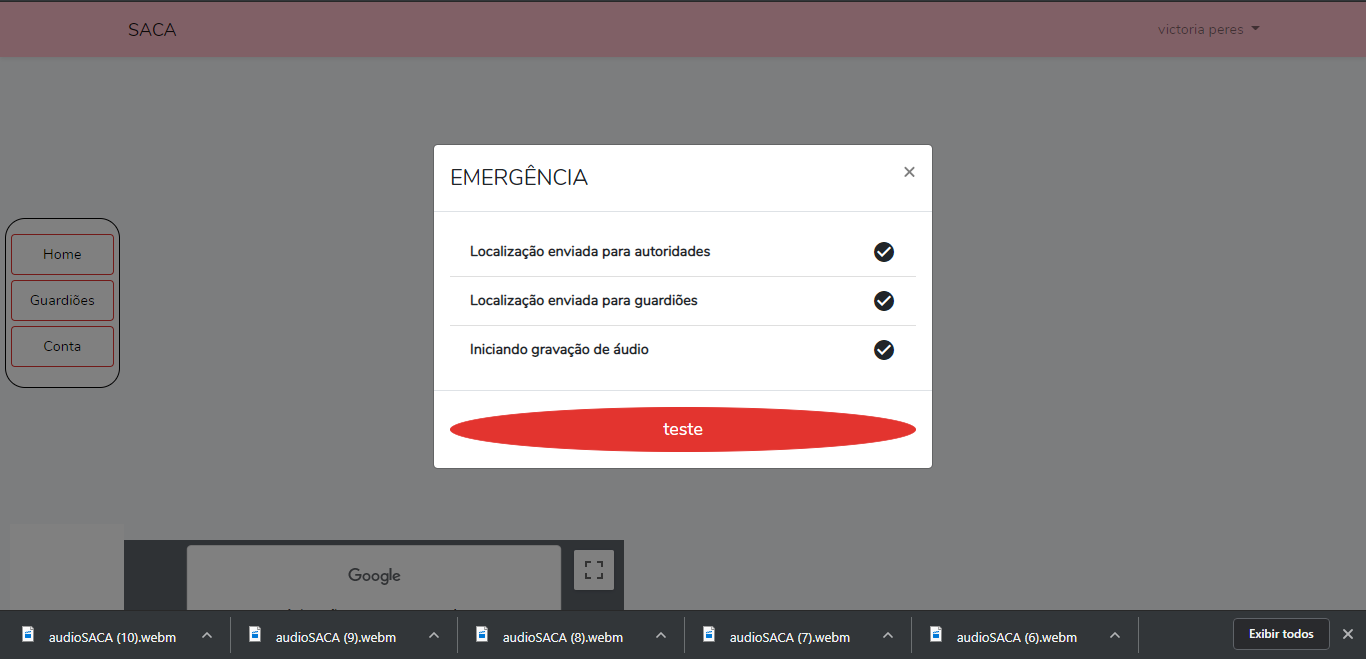 SACA
victoria peres
EMERGÊNCIA
×
Localização enviada para autoridades
Localização enviada para guardiões
Iniciando gravação de áudio
teste
Home
Guardiões
Conta
Google
audioSACA (10).webm
audioSACA (9).webm
audioSACA (8).webm
audioSACA (7).webm
audioSACA (6).webm
Exibir todos